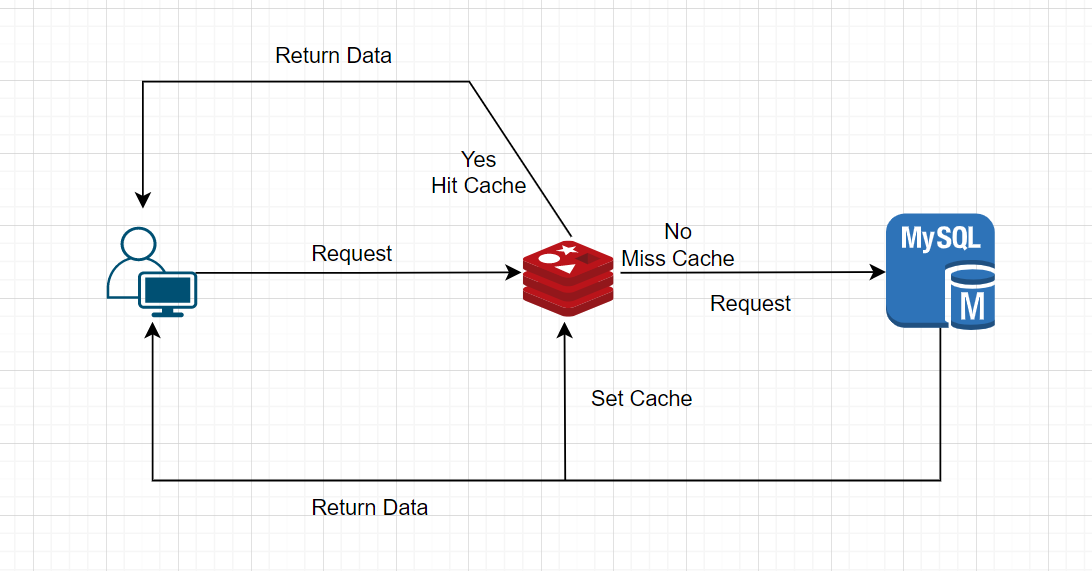 Return Data
Yes
Hit Cache
Request
No
Miss Cache
Request
MySQL
M
Set Cache
Return Data